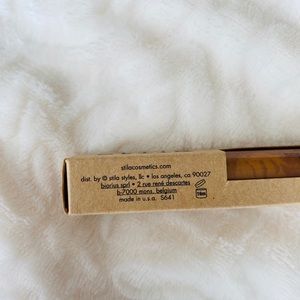 stilacosmetics.com
dist. by © stila styles, llc • los angeles, ca 90027
biorius sprl • 2 rue rené descartes
b-7000 mons, belgium
made in u.s.a. S641